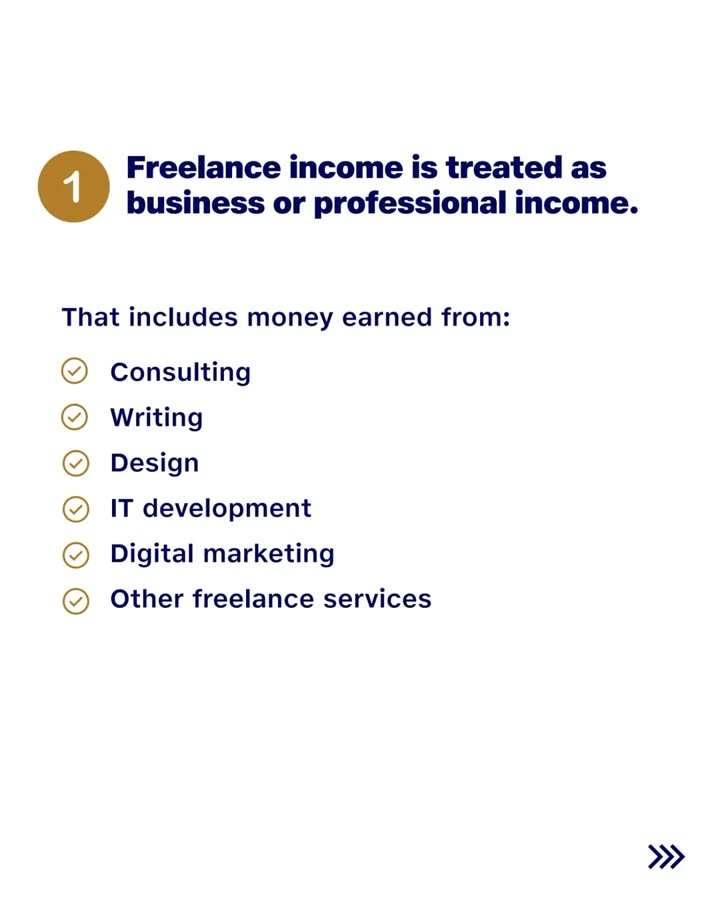 1
Freelance income is treated as
business or professional income.
That includes money earned from:
Consulting
Writing
Design
IT development
Digital marketing
Other freelance services